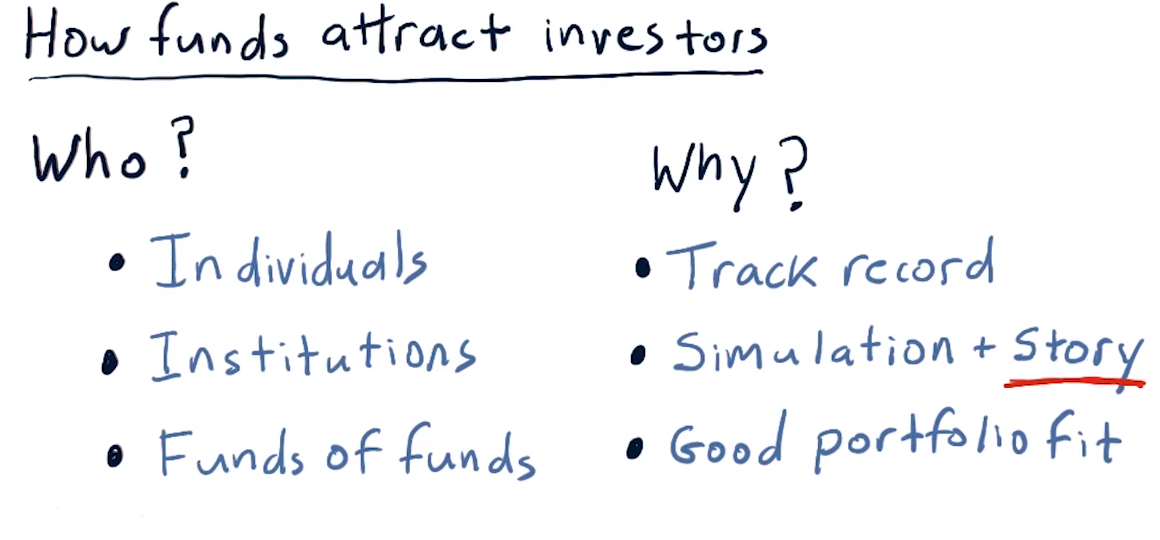 How funds attract investors
Who?
• Individuals
• Institutions
• Funds of funds
Why?
• Track record
• Simulation + Story
• Good portfolio fit